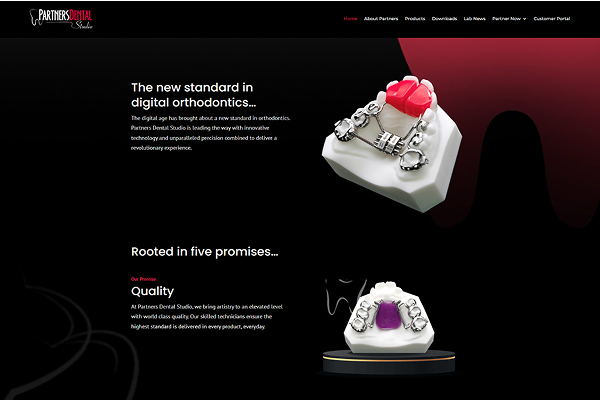 PARTNERSDENTAL
Studio
Home About Partners Products Downloads Lab News Partner Now Customer Portal
The new standard in
digital orthodontics...
The digital age has brought about a new standard in orthodontics.
Partners Dental Studio is leading the way with innovative
technology and unparalleled precision combined to deliver a
revolutionary experience.
Rooted in five promises...
Our Promise
Quality
At Partners Dental Studio, we bring artistry to an elevated level
with world class quality. Our skilled technicians ensure the
highest standard is delivered in every product, everyday.